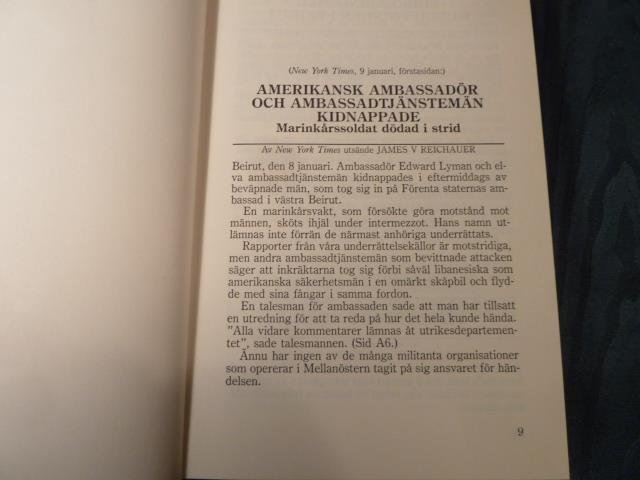 (New York Times, 9 januari, förstasidan:)
AMERIKANSK AMBASSADÖR
OCH AMBASSADTJÄNSTEMÄN
KIDNAPPADE
Marinkårssoldat dödad i strid
Av New York Times utsände JAMES V REICHAUER
Beirut, den 8 januari. Ambassadör Edward Lyman och el-
va ambassadtjänstemän kidnappades i eftermiddags av
beväpnade män, som tog sig in på Förenta staternas am-
bassad i västra Beirut.
En marinkårsvakt, som försökte göra motstånd mot
männen, sköts ihjäl under intermezzot. Hans namn ut-
lämnas inte förrän de närmast anhöriga underrättats.
Rapporter från våra underrättelsekällor är motstridiga,
men andra ambassadtjänstemän som bevittnade attacken
säger att inkräktarna tog sig förbi såväl libanesiska som
amerikanska säkerhetsmän i en omärkt skåpbil och flyd-
de med sina fångar i samma fordon.
En talesman för ambassaden sade att man har tillsatt
en utredning för att ta reda på hur det hela kunde hända.
"Alla vidare kommentarer lämnas åt utrikesdepartemen-
tet", sade talesmannen. (Sid A6.)
Ännu har ingen av de många militanta organisationer
som opererar i Mellanöstern tagit på sig ansvaret för hän-
delsen.
9